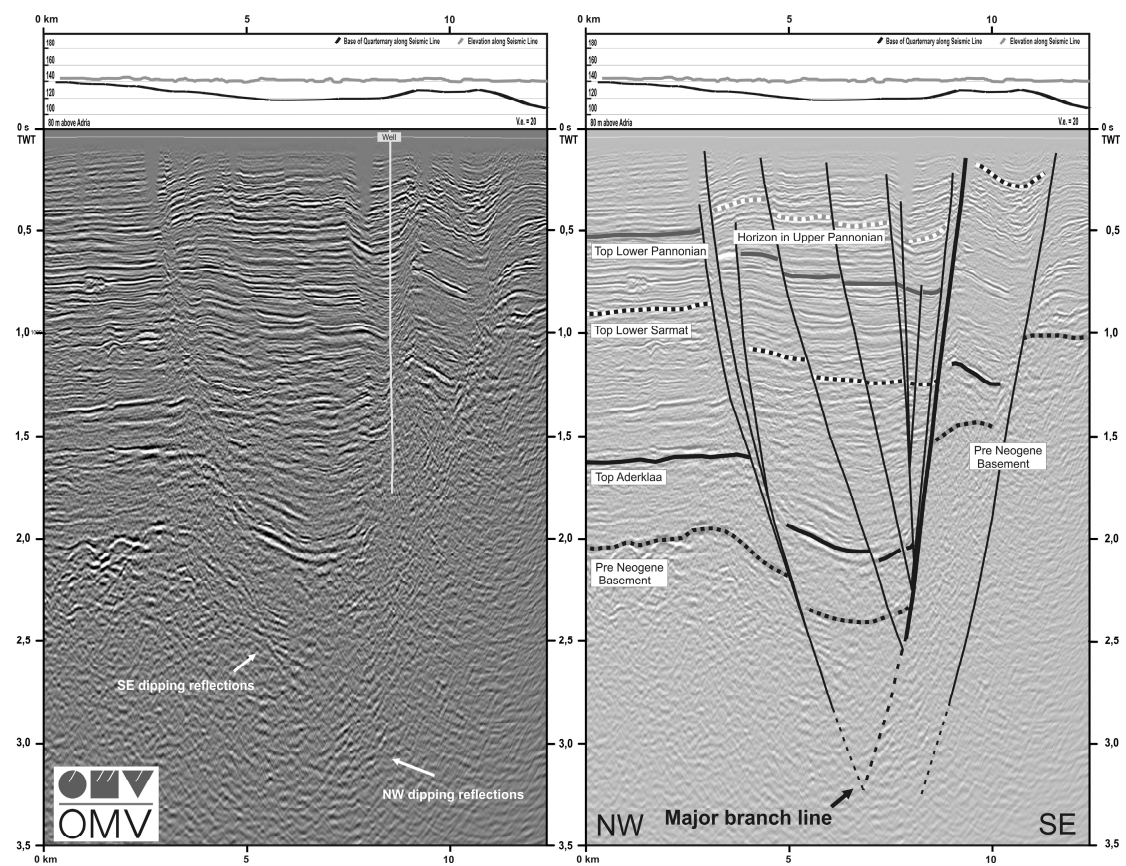 0 km 5 10
0 km 5 10
180
160
140
120
100
Base of Quarternary along Seismic Line
Elevation along Seismic Line
80 m above Adria
V.e. = 20
180
160
140
120
100
Base of Quarternary along Seismic Line
Elevation along Seismic Line
80 m above Adria
V.e. = 20
0 s
TWT
0 s
TWT
0 s
TWT
Well
0,5
0,5
0,5
Top Lower Pannonian
Horizon in Upper Pannonian
Top Lower Sarmat
1,0
1,0
1,0
1,5
1,5
1,5
Top Aderklaa
Pre Neogene
Basement
2,0
2,0
2,0
Pre Neogene
Basement
2,5
2,5
2,5
SE dipping reflections
3,0
3,0
3,0
NW dipping reflections
OMV
NW
Major branch line
SE
3,5
3,5
3,5
0 km 5 10
0 km 5 10